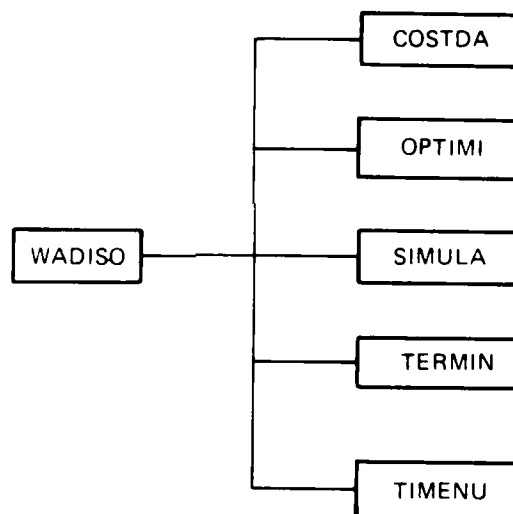 COSTDA
OPTIMI
WADISO
SIMULA
TERMIN
TIMENU